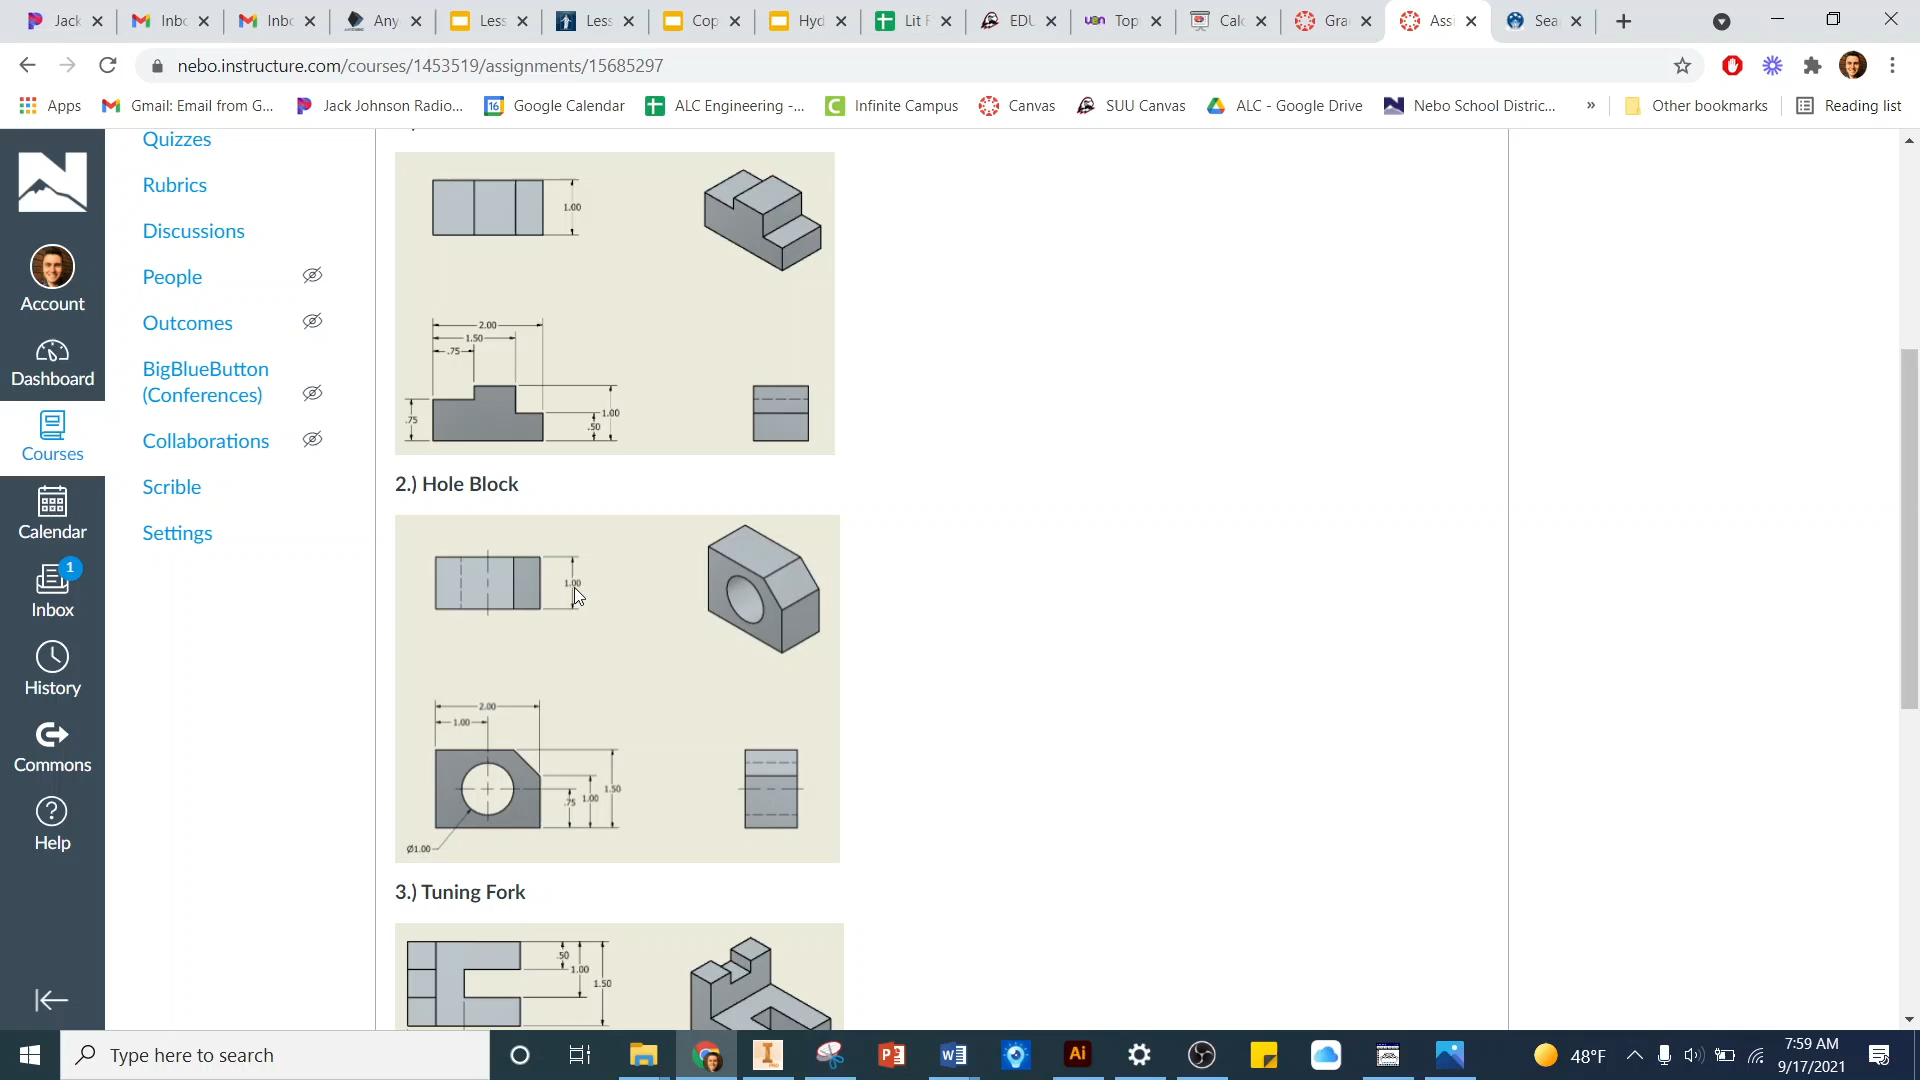 Jack
Inbo
Inbo
Any
Less
Less
Cop
Hyd
Lit F
EDU
Top
Calc
Gra
Assi
Sea
nebo.instructure.com/courses/1453519/assignments/15685297
Apps
Gmail: Email from G...
Jack Johnson Radio...
16
Google Calendar
ALC Engineering -...
Infinite Campus
Canvas
SUU Canvas
ALC - Google Drive
Nebo School Distric...
»
Other bookmarks
Reading list
Account
Dashboard
Courses
Calendar
1
Inbox
History
Commons
Help
Quizzes
Rubrics
Discussions
People
Outcomes
BigBlueButton
(Conferences)
Collaborations
Scrible
Settings
1.00
2.00
1.50
.75
.75
1.00
.50
2.) Hole Block
1.00
2.00
1.00
1.50
1.00
.75
Ø1.00
3.) Tuning Fork
.50
1.00
1.50
Type here to search
Ai
48°F
7:59 AM
9/17/2021